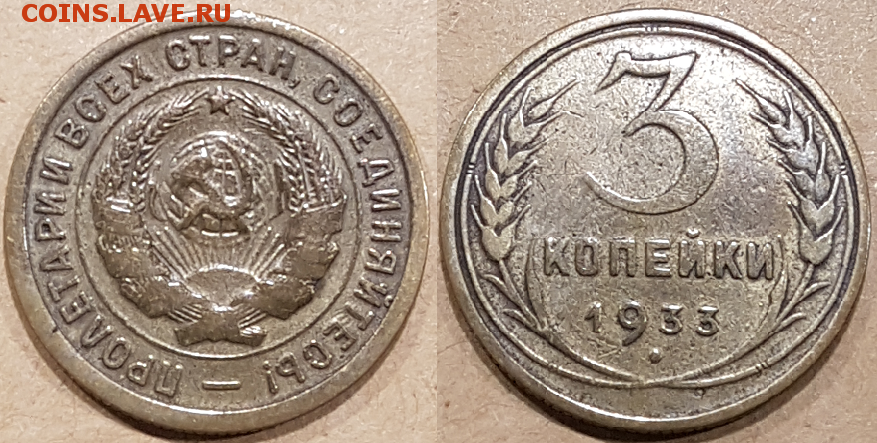 COINS.LAVE.RU
ПРОЛЕТАРИИ ВСЕХ СТРАН, СОЕДИНЯЙТЕСЬ! —
3
КОПЕЙКИ
1933